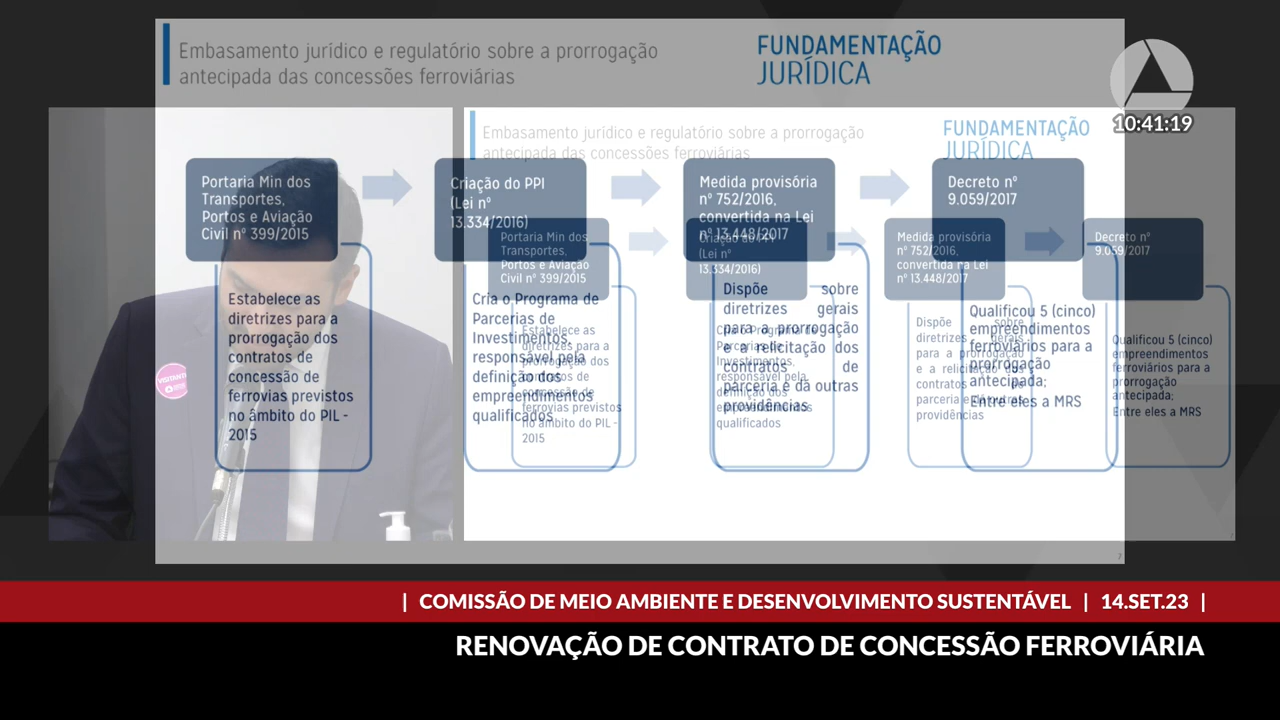 Embasamento jurídico e regulatório sobre a prorrogação
antecipada das concessões ferroviárias
FUNDAMENTAÇÃO
JURÍDICA
10:41:19
Embasamento jurídico e regulatório sobre a prorrogação
antecipada das concessões ferroviárias
FUNDAMENTAÇÃO
JURÍDICA
Portaria Min dos
Transportes,
Portos e Aviação
Civil nº 399/2015
Criação do PPI
(Lei nº
13.334/2016)
Medida provisória
nº 752/2016,
convertida na Lei
nº 13.448/2017
Decreto nº
9.059/2017
Estabelece as
diretrizes para a
prorrogação dos
contratos de
concessão de
ferrovias previstos
no âmbito do PIL -
2015
Cria o Programa de
Parcerias de
Investimentos,
responsável pela
definição dos
empreendimentos
qualificados
Dispõe sobre
diretrizes gerais
para a prorrogação
e a relicitação dos
contratos de
parceria e dá outras
providências
Qualificou 5 (cinco)
empreendimentos
ferroviários para a
prorrogação
antecipada;
Entre eles a MRS
7
Portaria Min dos
Transportes,
Portos e Aviação
Civil nº 399/2015
Criação do PPI
(Lei nº
13.334/2016)
Medida provisória
nº 752/2016,
convertida na Lei
nº 13.448/2017
Decreto nº
9.059/2017
Estabelece as
diretrizes para a
prorrogação dos
contratos de
concessão de
ferrovias previstos
no âmbito do PIL -
2015
Cria o Programa de
Parcerias de
Investimentos,
responsável pela
definição dos
empreendimentos
qualificados
Dispõe sobre
diretrizes gerais
para a prorrogação
e a relicitação dos
contratos de
parceria e dá outras
providências
Qualificou 5 (cinco)
empreendimentos
ferroviários para a
prorrogação
antecipada;
Entre eles a MRS
VISITANTE
| COMISSÃO DE MEIO AMBIENTE E DESENVOLVIMENTO SUSTENTÁVEL | 14.SET.23 |
RENOVAÇÃO DE CONTRATO DE CONCESSÃO FERROVIÁRIA